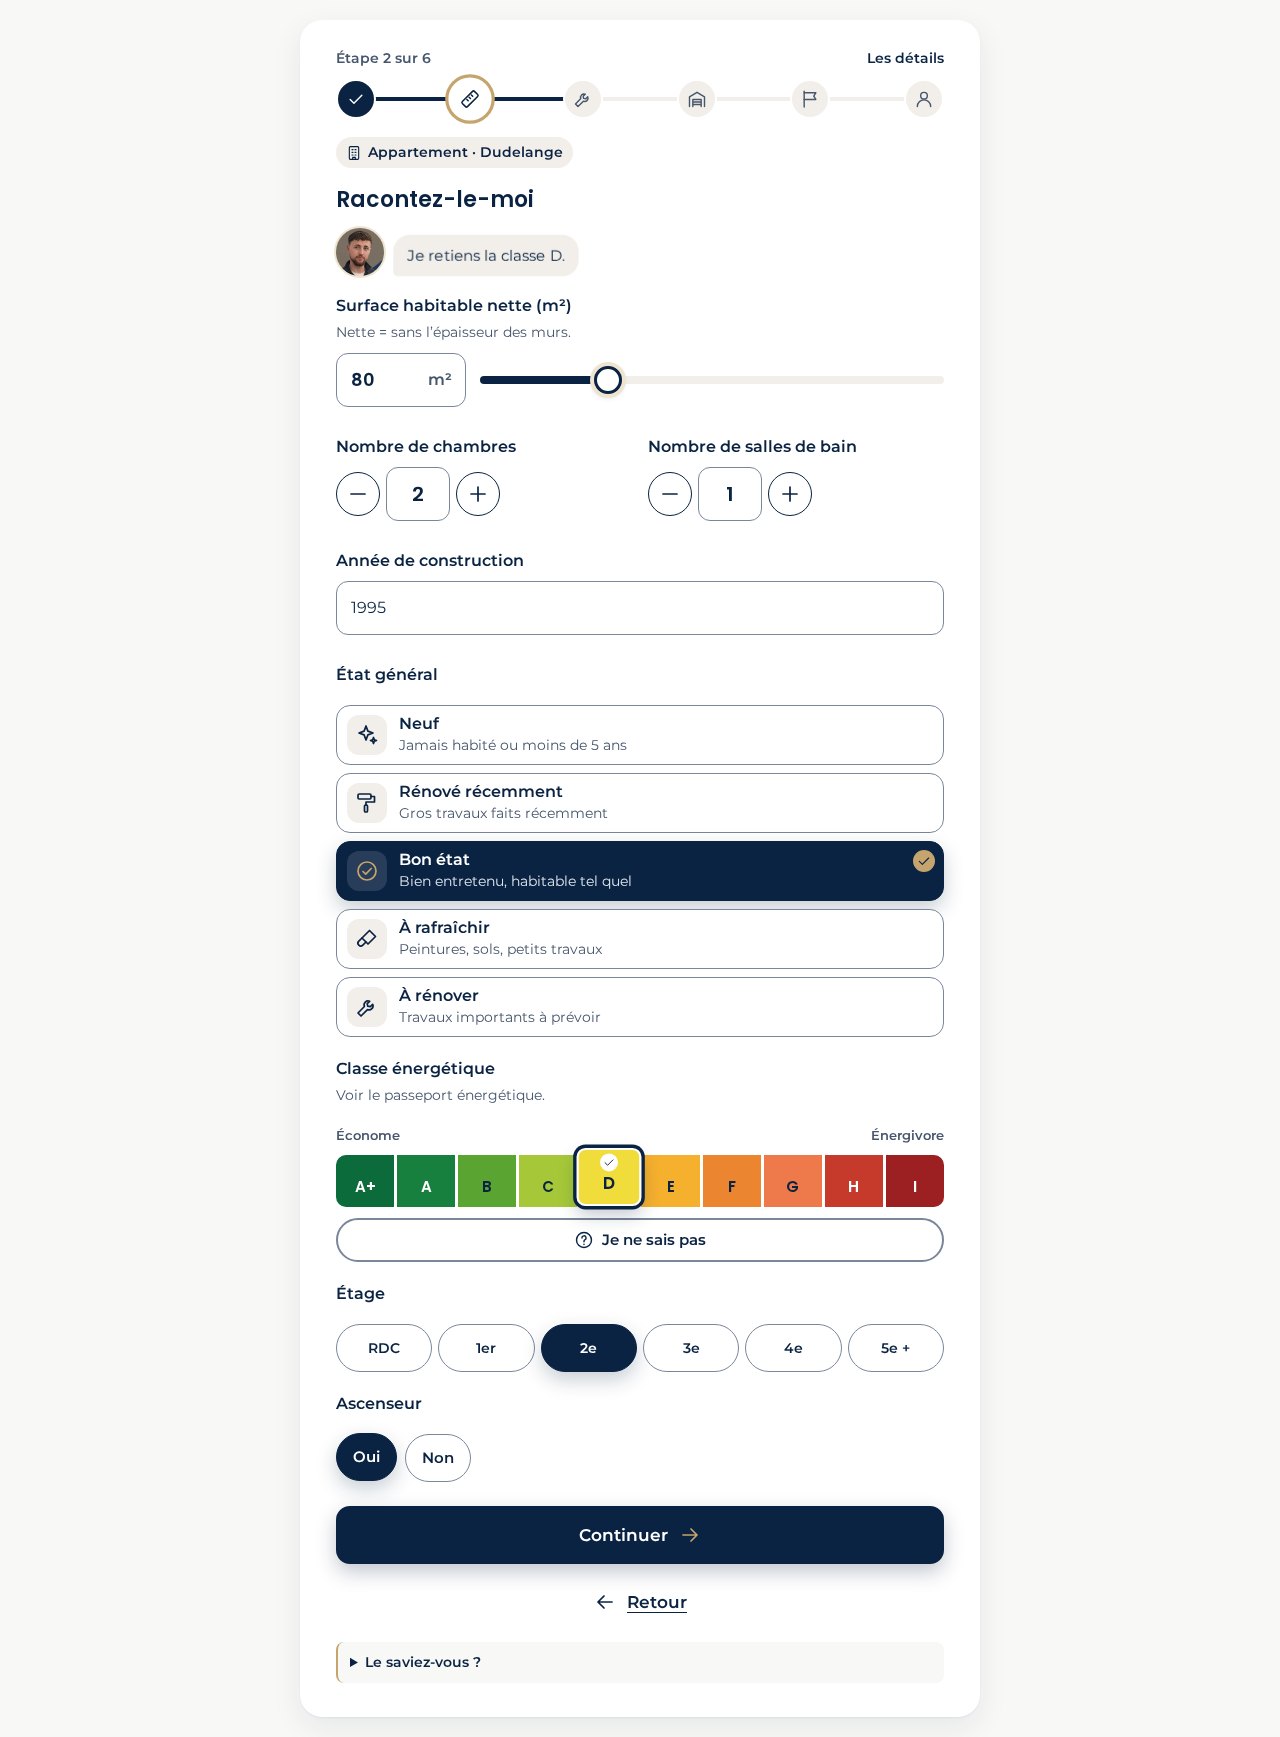 Étape 2 sur 6
Les détails
Appartement · Dudelange
Racontez-le-moi
Je retiens la classe D.
Surface habitable nette (m²)
Nette = sans l’épaisseur des murs.
80 m²
Nombre de chambres
Nombre de salles de bain
2
1
Année de construction
1995
État général
Neuf
Jamais habité ou moins de 5 ans
Rénové récemment
Gros travaux faits récemment
Bon état
Bien entretenu, habitable tel quel
À rafraîchir
Peintures, sols, petits travaux
À rénover
Travaux importants à prévoir
Classe énergétique
Voir le passeport énergétique.
Économe
Énergivore
A+ A B C D E F G H I
Je ne sais pas
Étage
RDC 1er 2e 3e 4e 5e +
Ascenseur
Oui Non
Continuer
Retour
Le saviez-vous ?